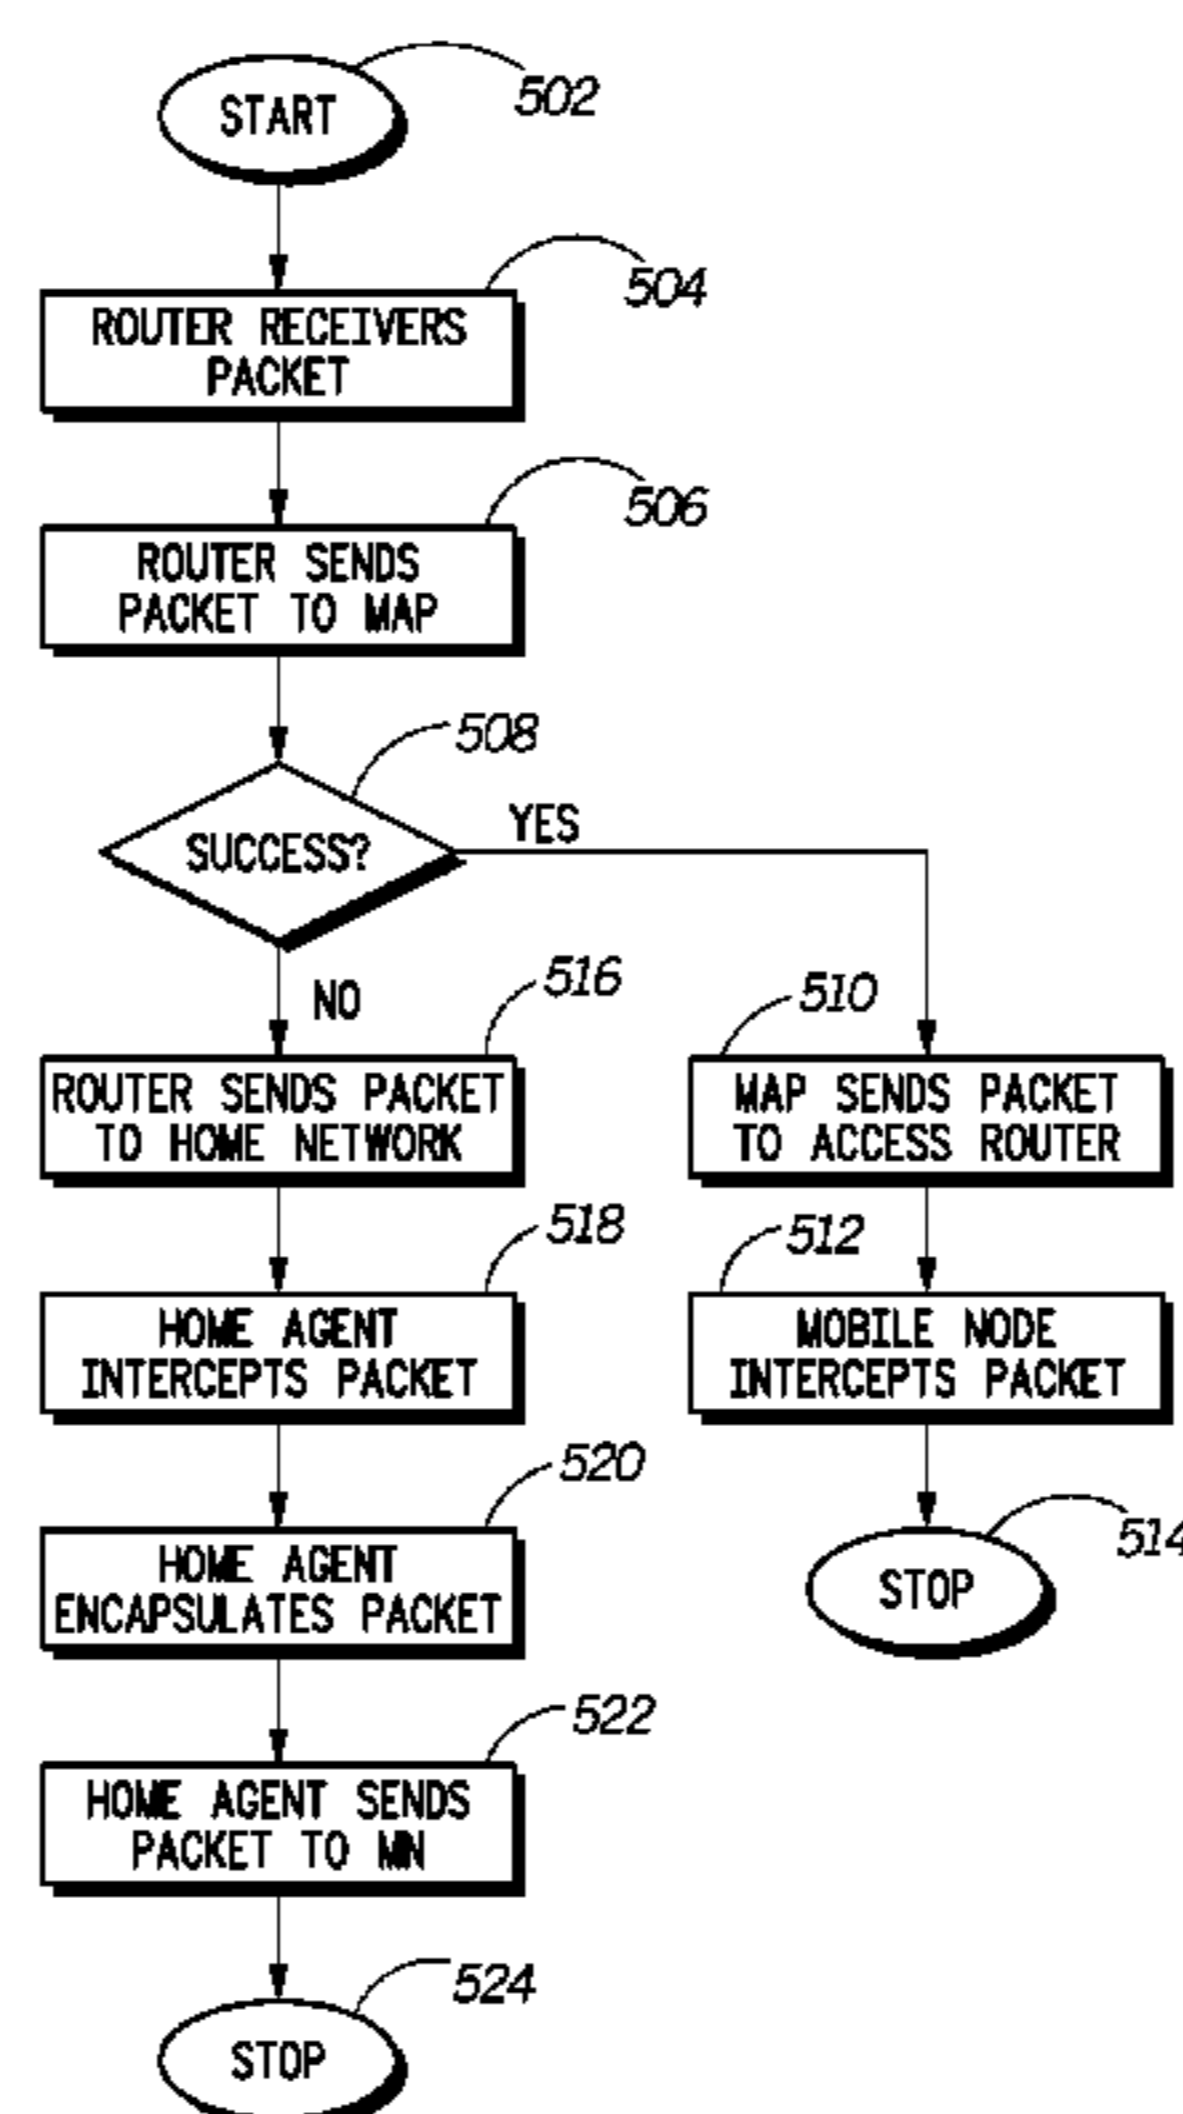 502
START
504
ROUTER RECEIVERS
PACKET
506
ROUTER SENDS
PACKET TO MAP
508
SUCCESS?
YES
NO
516
ROUTER SENDS PACKET
TO HOME NETWORK
510
MAP SENDS PACKET
TO ACCESS ROUTER
518
HOME AGENT
INTERCEPTS PACKET
512
MOBILE NODE
INTERCEPTS PACKET
520
HOME AGENT
ENCAPSULATES PACKET
514
STOP
522
HOME AGENT SENDS
PACKET TO MN
524
STOP